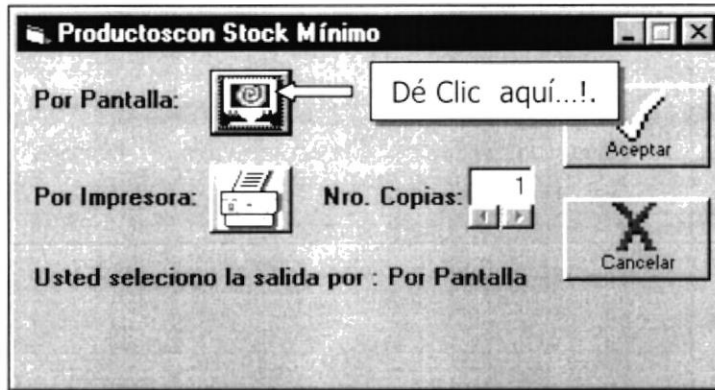 Productoscon Stock Mínimo
Por Pantalla:
Dé Clic aquí...!.
Aceptar
Por Impresora:
Nro. Copias:
1
Cancelar
Usted selecciono la salida por : Por Pantalla